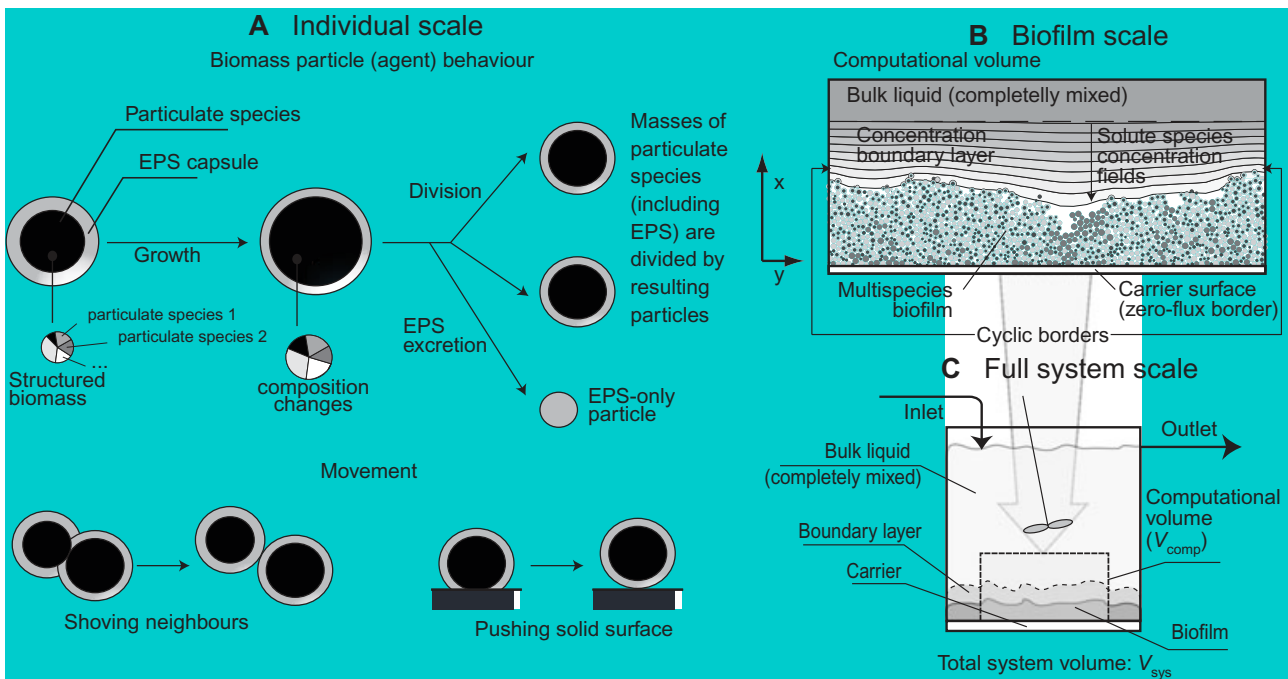 A Individual scale
Biomass particle (agent) behaviour
Particulate species
EPS capsule
Growth
particulate species 1
particulate species 2
...
Structured
biomass
composition
changes
Division
EPS
excretion
Masses of
particulate
species
(including
EPS) are
divided by
resulting
particles
EPS-only
particle
Movement
Shoving neighbours
Pushing solid surface
B Biofilm scale
Computational volume
Bulk liquid (completelly mixed)
Concentration
boundary layer
Solute species
concentration
fields
x
y
Multispecies
biofilm
Carrier surface
(zero-flux border)
Cyclic borders
C Full system scale
Inlet
Outlet
Bulk liquid
(completely mixed)
Computational
volume
(Vcomp)
Boundary layer
Carrier
Biofilm
Total system volume: Vsys